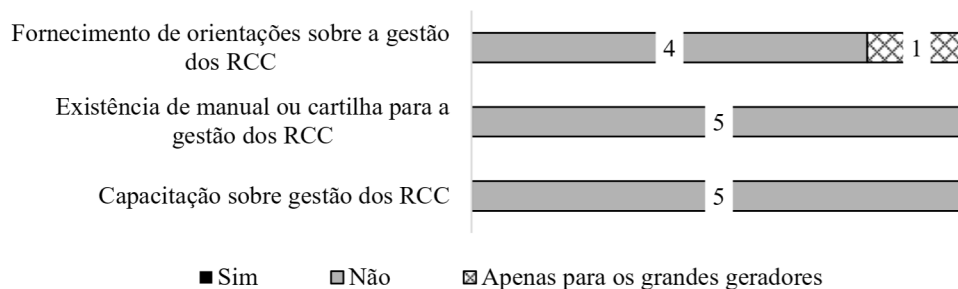 Fornecimento de orientações sobre a gestão
dos RCC
4
1
Existência de manual ou cartilha para a
gestão dos RCC
5
Capacitação sobre gestão dos RCC
5
Sim
Não
Apenas para os grandes geradores